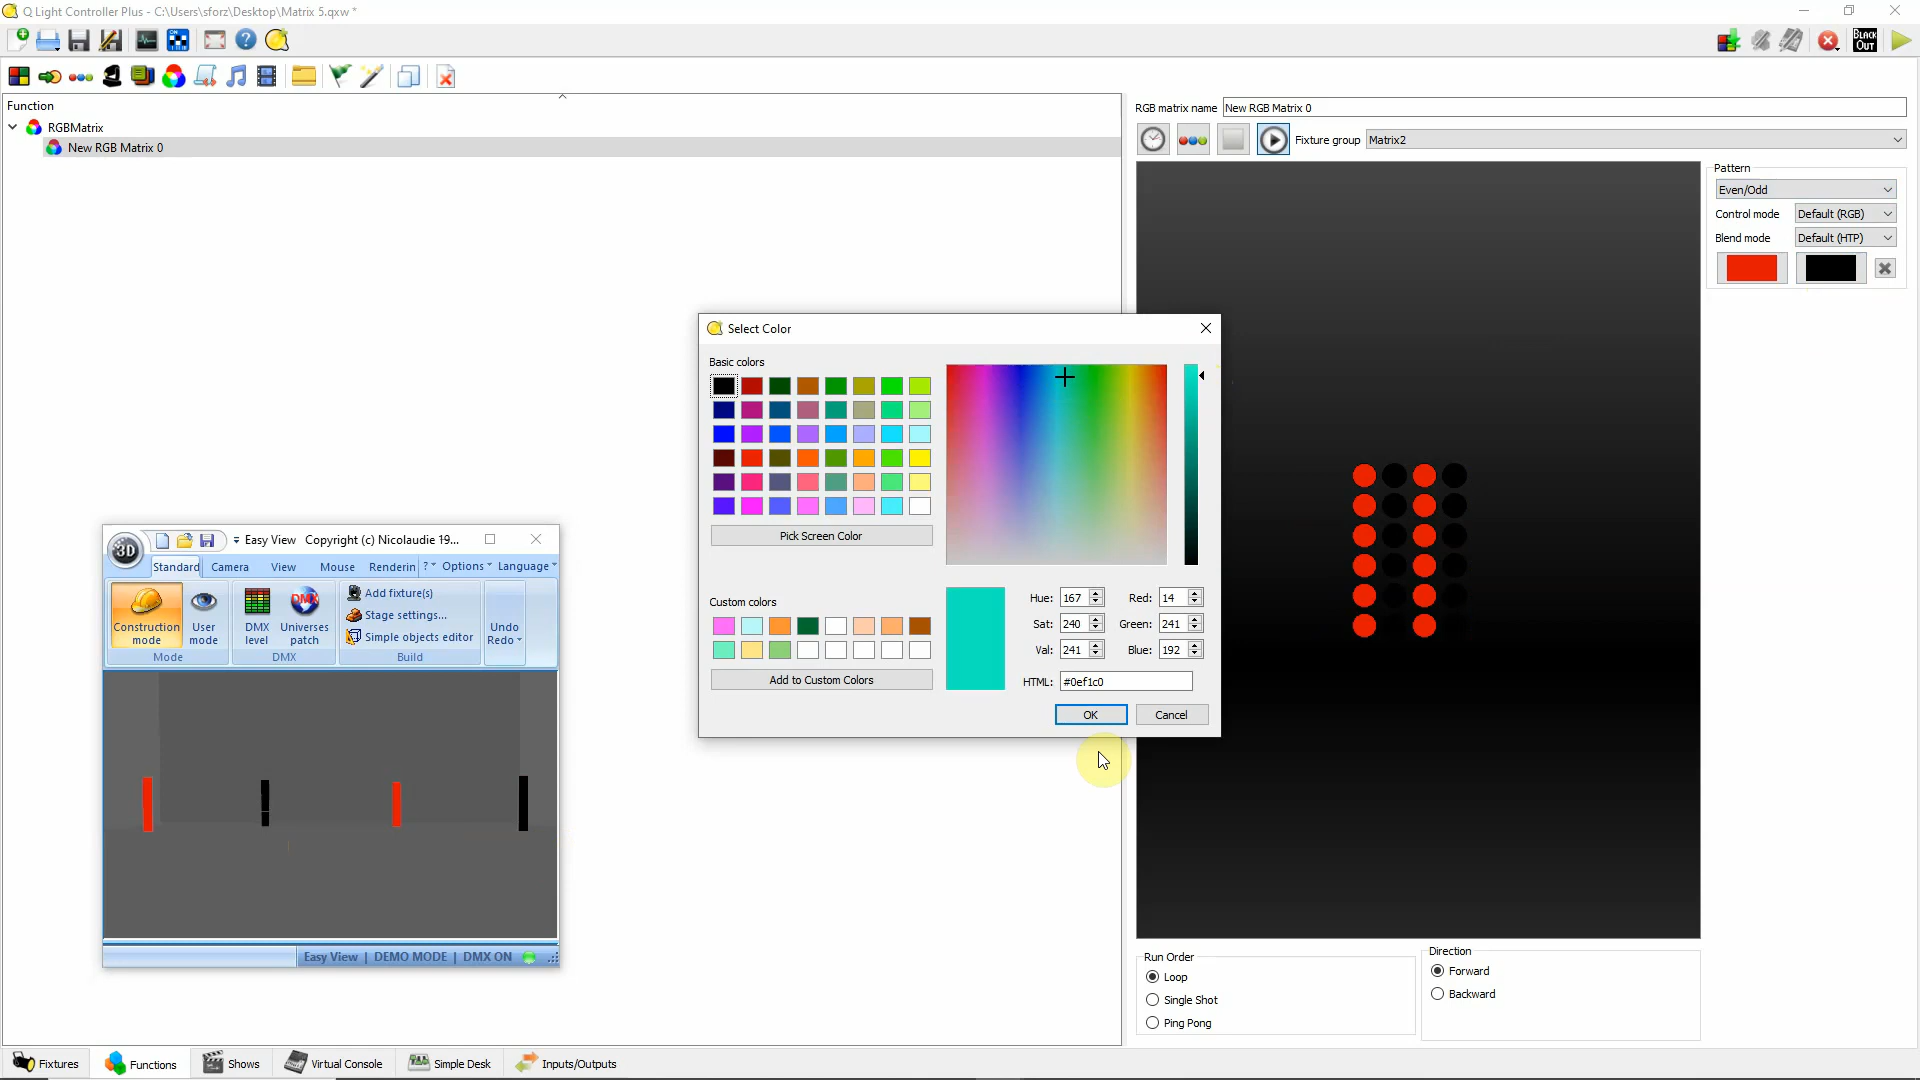 Q Light Controller Plus - C:\Users\sforz\Desktop\Matrix 5.qxw *
BLACK OUT
Function
RGBMatrix
New RGB Matrix 0
RGB matrix name New RGB Matrix 0
Fixture group Matrix2
Pattern
Even/Odd
Control mode Default (RGB)
Blend mode Default (HTP)
Select Color
Basic colors
Pick Screen Color
Custom colors
Add to Custom Colors
Hue: 167 Red: 14
Sat: 240 Green: 241
Val: 241 Blue: 192
HTML: #0ef1c0
OK Cancel
3D Easy View Copyright (c) Nicolaudie 19...
Standard Camera View Mouse Renderin ? Options Language
Construction mode
User mode
Mode
DMX level
DMX
Universes patch
DMX
Add fixture(s)
Stage settings...
Simple objects editor
Build
Undo Redo
Easy View | DEMO MODE | DMX ON
Run Order
Loop
Single Shot
Ping Pong
Direction
Forward
Backward
Fixtures Functions Shows Virtual Console Simple Desk Inputs/Outputs